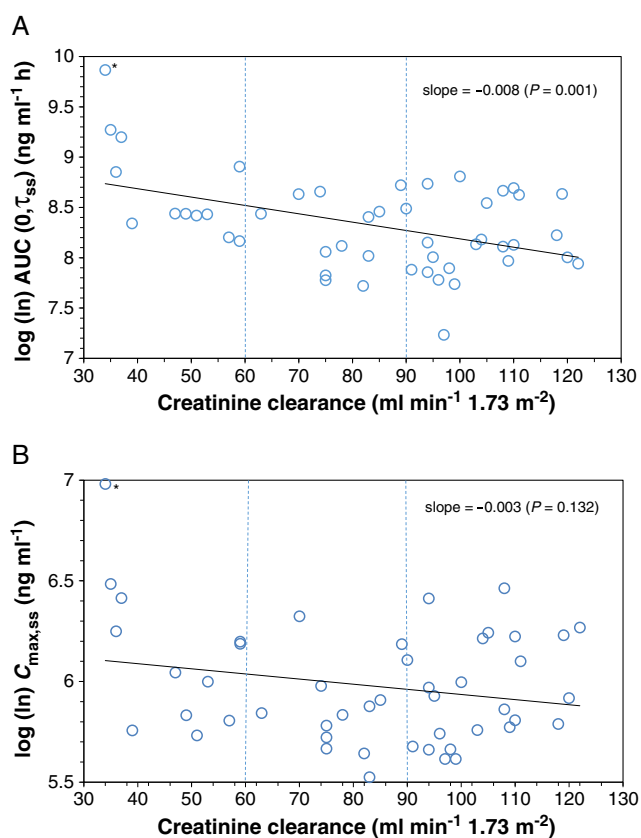 A
10
9.5
9
8.5
8
7.5
7
log (ln) AUC (0,τss) (ng ml⁻¹ h)
*
slope = −0.008 (P = 0.001)
30 40 50 60 70 80 90 100 110 120 130
Creatinine clearance (ml min⁻¹ 1.73 m⁻²)
B
7
6.5
6
5.5
log (ln) Cmax,ss (ng ml⁻¹)
*
slope = −0.003 (P = 0.132)
30 40 50 60 70 80 90 100 110 120 130
Creatinine clearance (ml min⁻¹ 1.73 m⁻²)